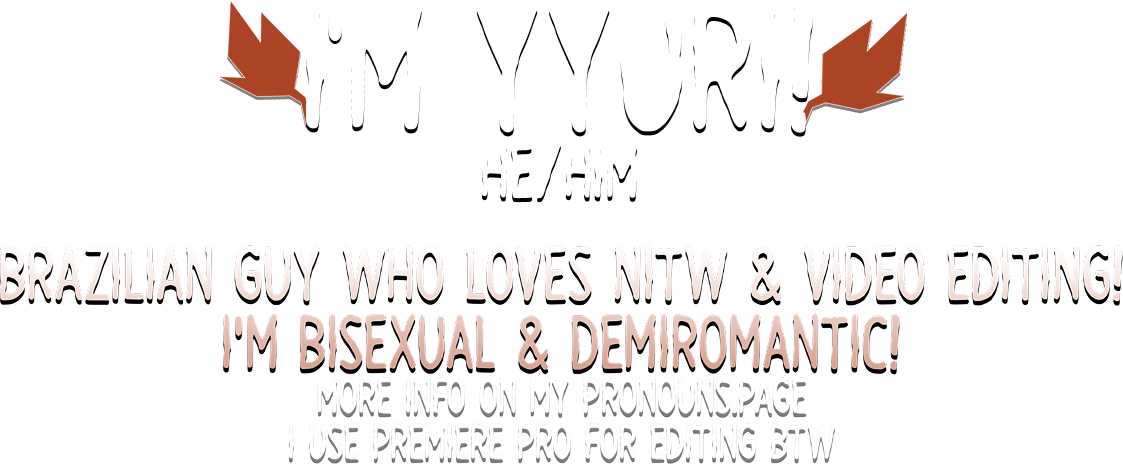 I'M YYURI!
HE/HIM
BRAZILIAN GUY WHO LOVES NITW & VIDEO EDITING!
I'M BISEXUAL & DEMIROMANTIC!
MORE INFO ON MY PRONOUNS.PAGE
I USE PREMIERE PRO FOR EDITING BTW